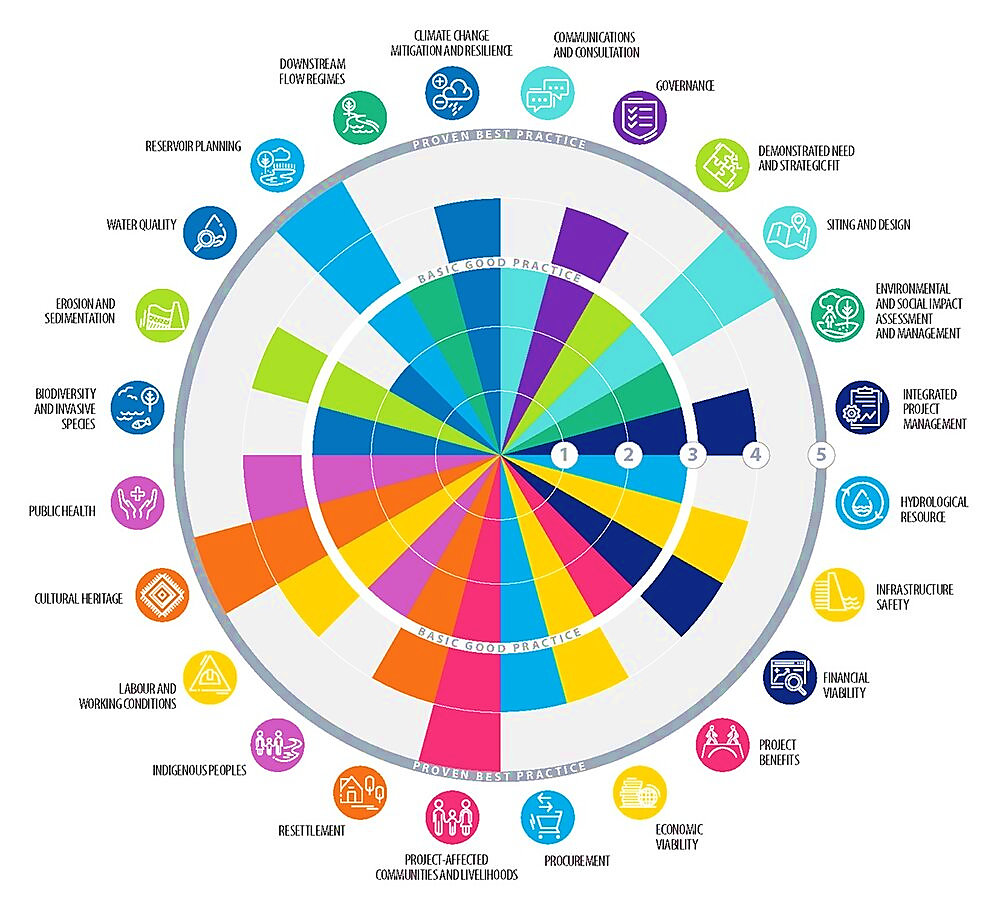 CLIMATE CHANGE
MITIGATION AND RESILIENCE
COMMUNICATIONS
AND CONSULTATION
GOVERNANCE
DEMONSTRATED NEED
AND STRATEGIC FIT
SITING AND DESIGN
ENVIRONMENTAL
AND SOCIAL IMPACT
ASSESSMENT
AND MANAGEMENT
INTEGRATED
PROJECT
MANAGEMENT
HYDROLOGICAL
RESOURCE
INFRASTRUCTURE
SAFETY
FINANCIAL
VIABILITY
PROJECT
BENEFITS
ECONOMIC
VIABILITY
PROCUREMENT
PROJECT-AFFECTED
COMMUNITIES AND LIVELIHOODS
RESETTLEMENT
INDIGENOUS PEOPLES
LABOUR AND
WORKING CONDITIONS
CULTURAL HERITAGE
PUBLIC HEALTH
BIODIVERSITY
AND INVASIVE
SPECIES
EROSION AND
SEDIMENTATION
WATER QUALITY
RESERVOIR PLANNING
DOWNSTREAM
FLOW REGIMES
PROVEN BEST PRACTICE
BASIC GOOD PRACTICE
1 2 3 4 5
BASIC GOOD PRACTICE
PROVEN BEST PRACTICE